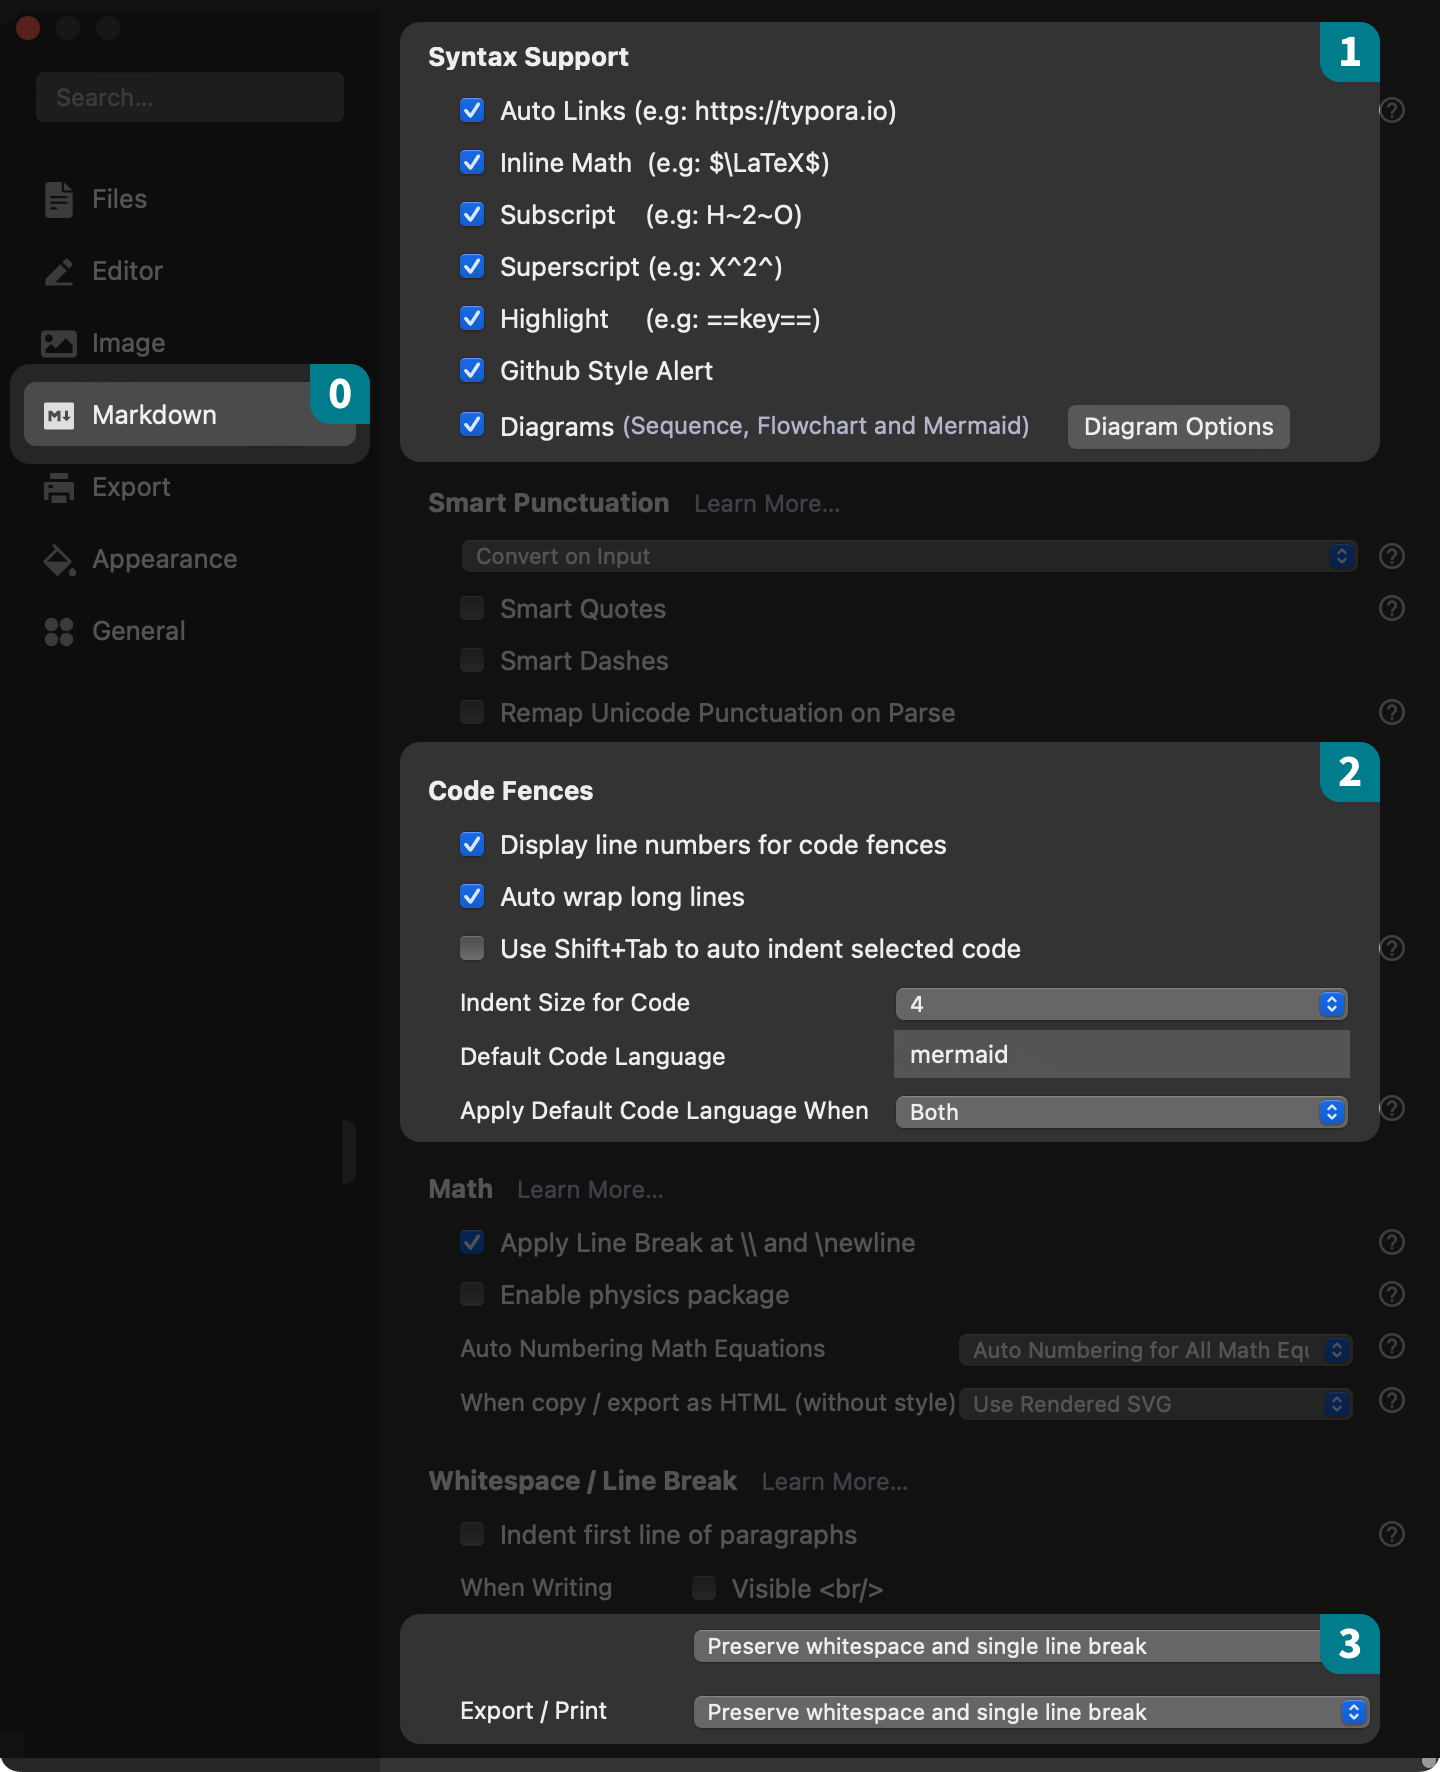 Search...
Files
Editor
Image
0
M↓ Markdown
Export
Appearance
General
1
Syntax Support
Auto Links (e.g: https://typora.io)
Inline Math (e.g: $\LaTeX$)
Subscript (e.g: H~2~O)
Superscript (e.g: X^2^)
Highlight (e.g: ==key==)
Github Style Alert
Diagrams (Sequence, Flowchart and Mermaid) Diagram Options
Smart Punctuation Learn More...
Convert on Input
Smart Quotes
Smart Dashes
Remap Unicode Punctuation on Parse
2
Code Fences
Display line numbers for code fences
Auto wrap long lines
Use Shift+Tab to auto indent selected code
Indent Size for Code 4
Default Code Language mermaid
Apply Default Code Language When Both
Math Learn More...
Apply Line Break at \\ and \newline
Enable physics package
Auto Numbering Math Equations Auto Numbering for All Math Equ
When copy / export as HTML (without style) Use Rendered SVG
Whitespace / Line Break Learn More...
Indent first line of paragraphs
When Writing Visible <br/>
3
Preserve whitespace and single line break
Export / Print Preserve whitespace and single line break